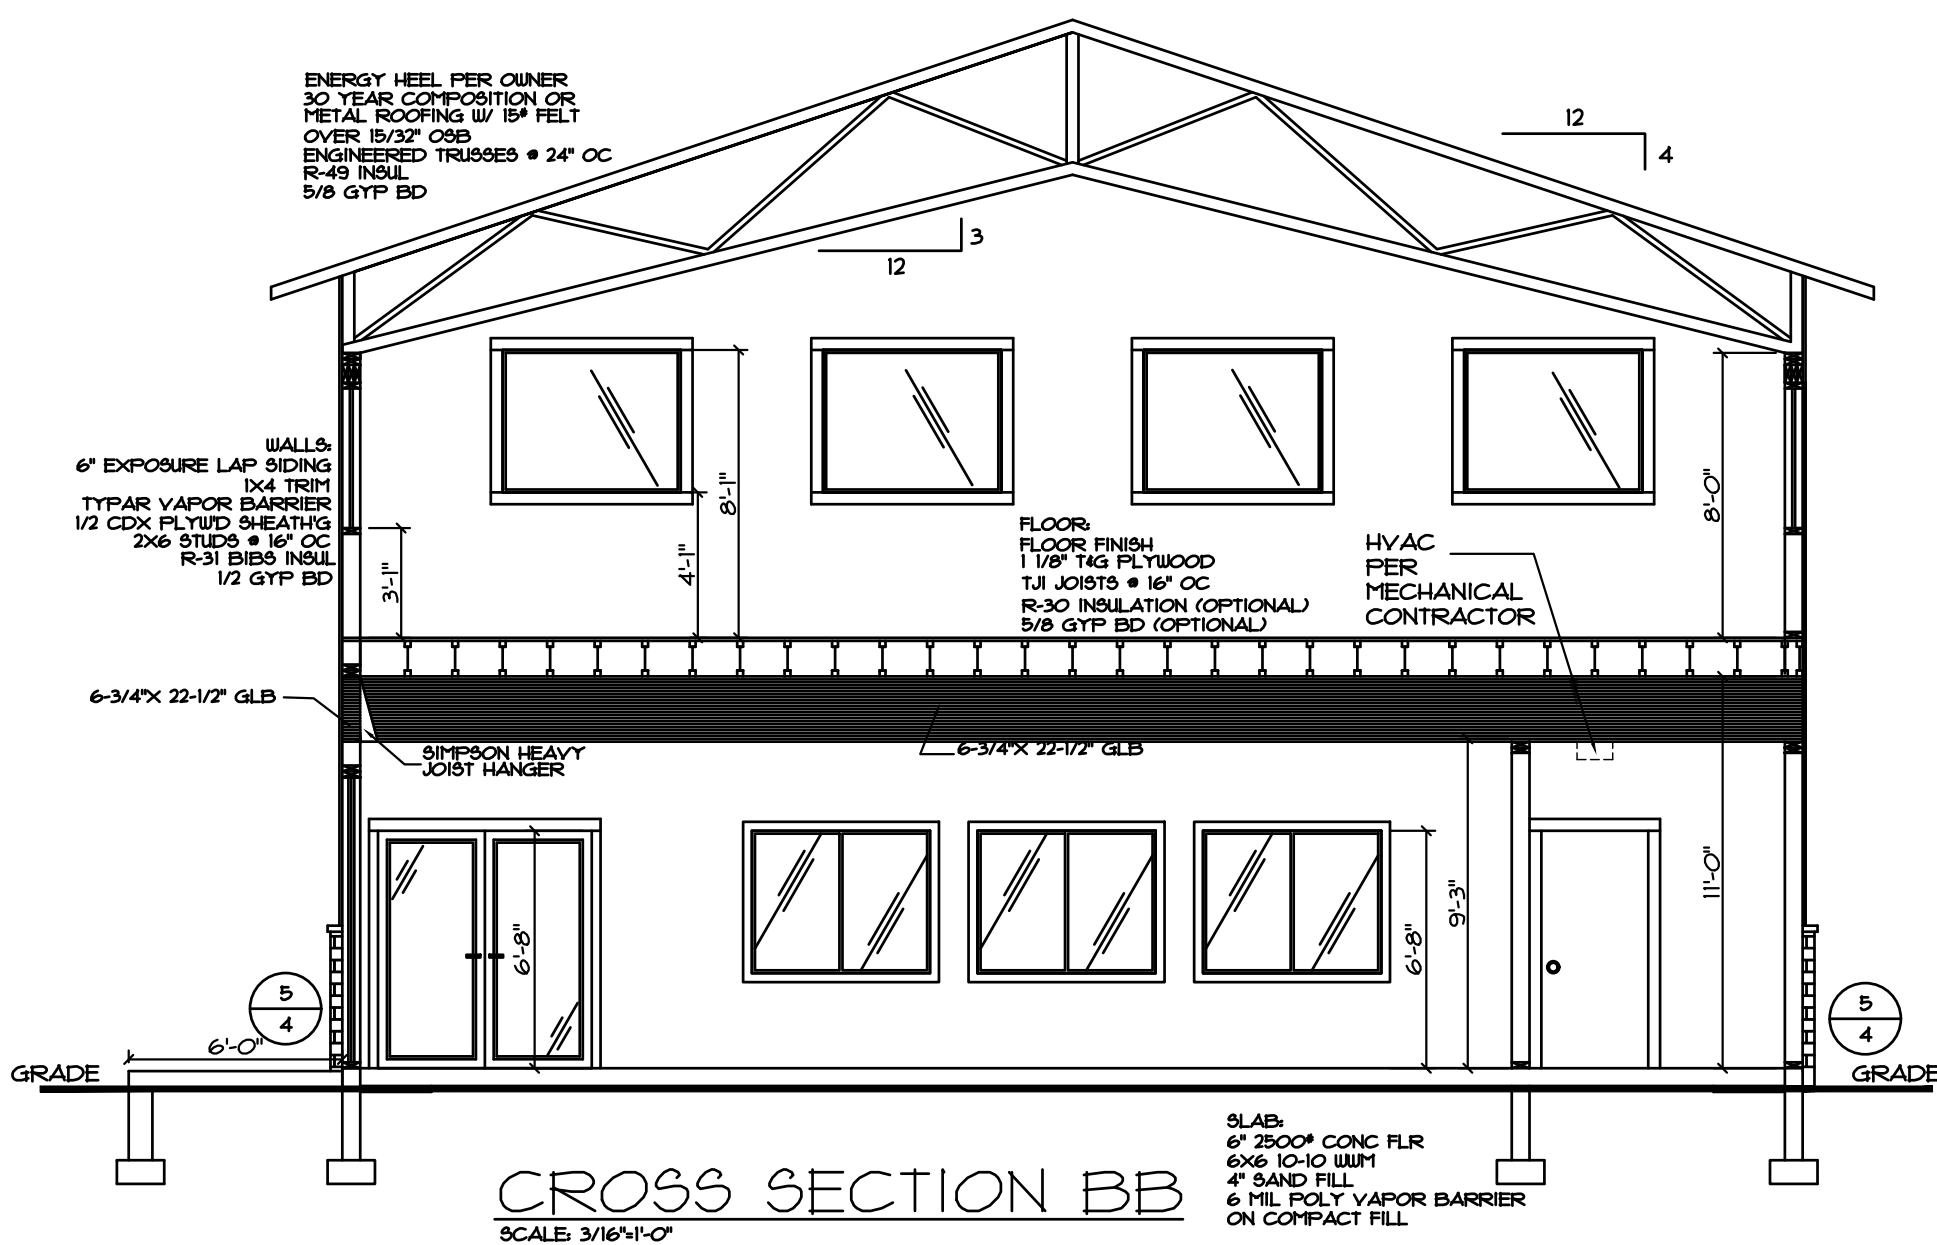 ENERGY HEEL PER OWNER
30 YEAR COMPOSITION OR
METAL ROOFING W/ 15# FELT
OVER 15/32" OSB
ENGINEERED TRUSSES @ 24" OC
R-49 INSUL
5/8 GYP BD
12
4
3
12
WALLS:
6" EXPOSURE LAP SIDING
1X4 TRIM
TYPAR VAPOR BARRIER
1/2 CDX PLYW'D SHEATH'G
2X6 STUDS @ 16" OC
R-31 BIBS INSUL
1/2 GYP BD
3'-1"
4'-1"
8'-1"
FLOOR:
FLOOR FINISH
1 1/8" T&G PLYWOOD
TJI JOISTS @ 16" OC
R-30 INSULATION (OPTIONAL)
5/8 GYP BD (OPTIONAL)
HVAC
PER
MECHANICAL
CONTRACTOR
8'-0"
6-3/4"X 22-1/2" GLB
SIMPSON HEAVY
JOIST HANGER
6-3/4"X 22-1/2" GLB
6'-8"
6'-8"
9'-3"
11'-0"
5
4
6'-0"
GRADE
5
4
GRADE
SLAB:
6" 2500# CONC FLR
6X6 10-10 WWM
4" SAND FILL
6 MIL POLY VAPOR BARRIER
ON COMPACT FILL
CROSS SECTION BB
SCALE: 3/16"=1'-0"